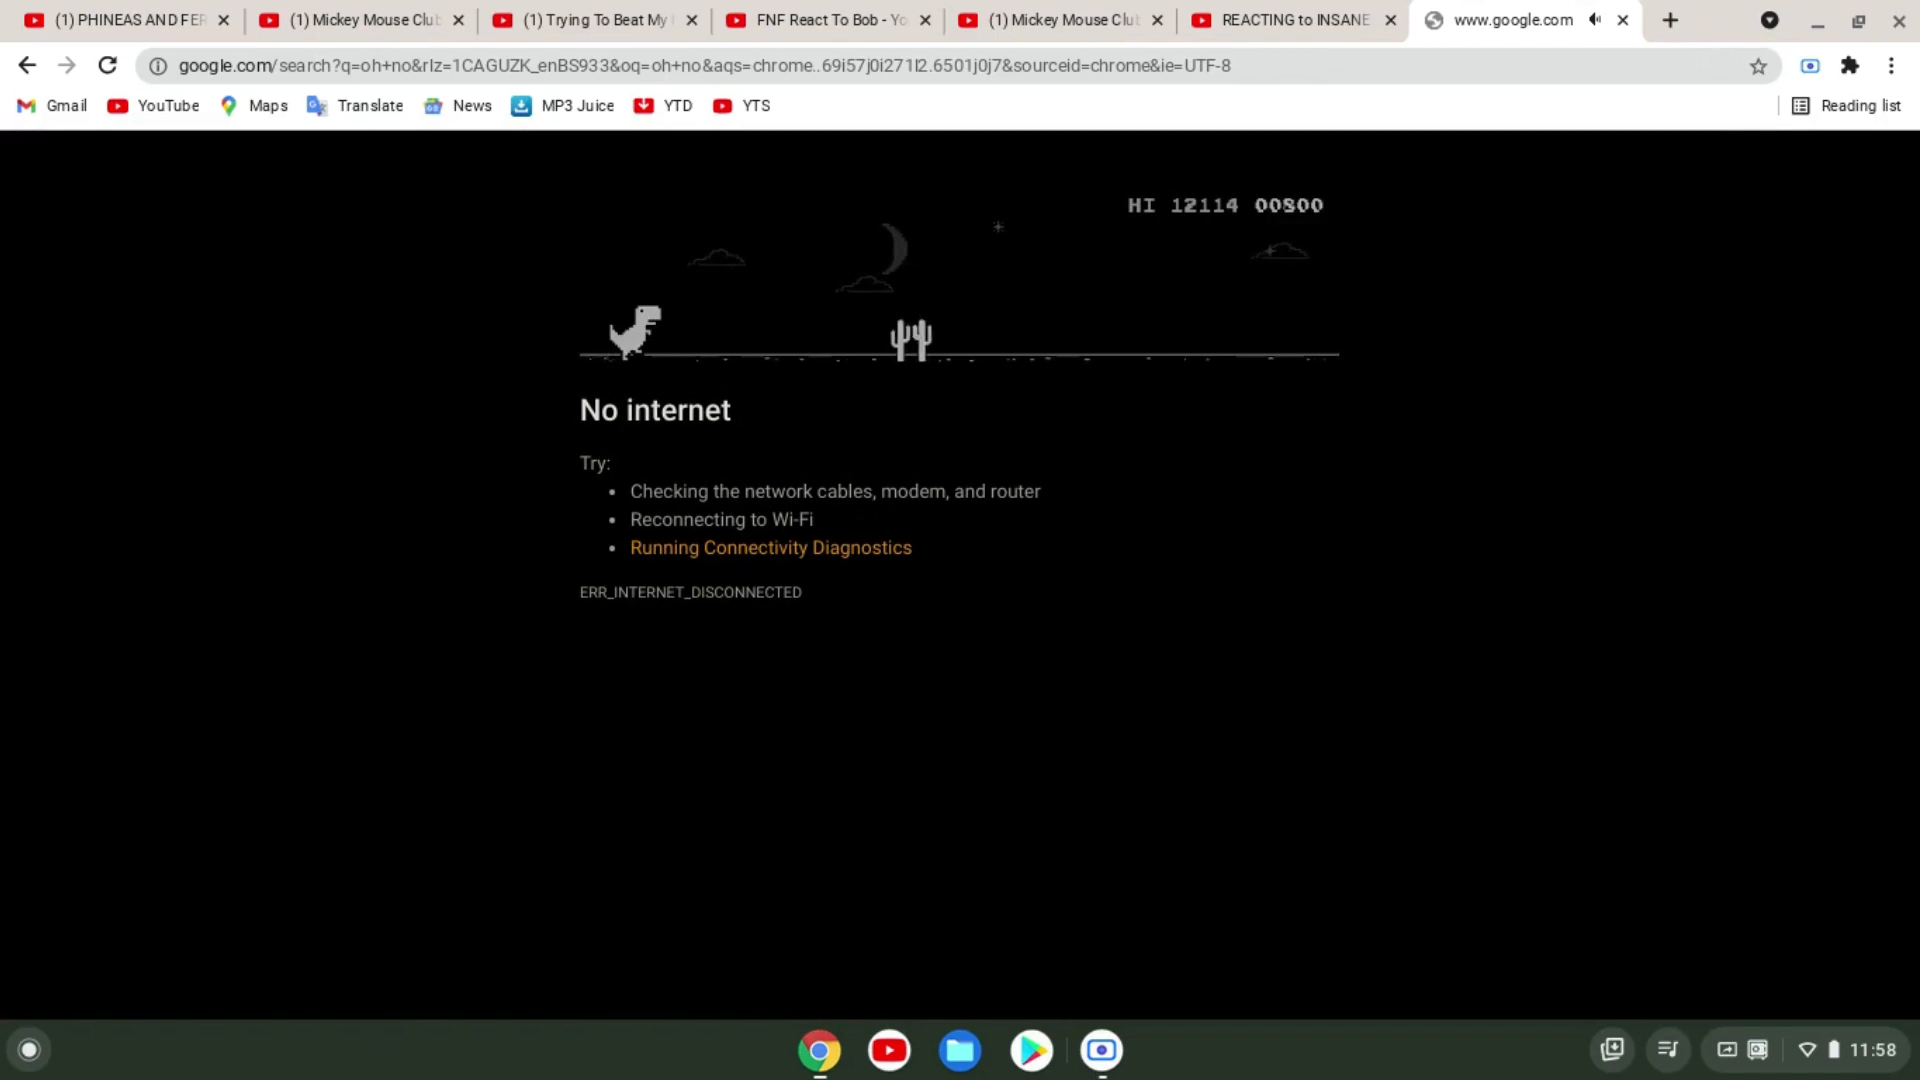 (1) PHINEAS AND FER
(1) Mickey Mouse Club
(1) Trying To Beat My
FNF React To Bob - Yo
(1) Mickey Mouse Club
REACTING to INSANE
www.google.com
google.com/search?q=oh+no&rlz=1CAGUZK_enBS933&oq=oh+no&aqs=chrome..69i57j0i271l2.6501j0j7&sourceid=chrome&ie=UTF-8
Gmail YouTube Maps Translate News MP3 Juice YTD YTS Reading list
HI 12114 00800
No internet
Try:
• Checking the network cables, modem, and router
• Reconnecting to Wi-Fi
• Running Connectivity Diagnostics
ERR_INTERNET_DISCONNECTED
11:58